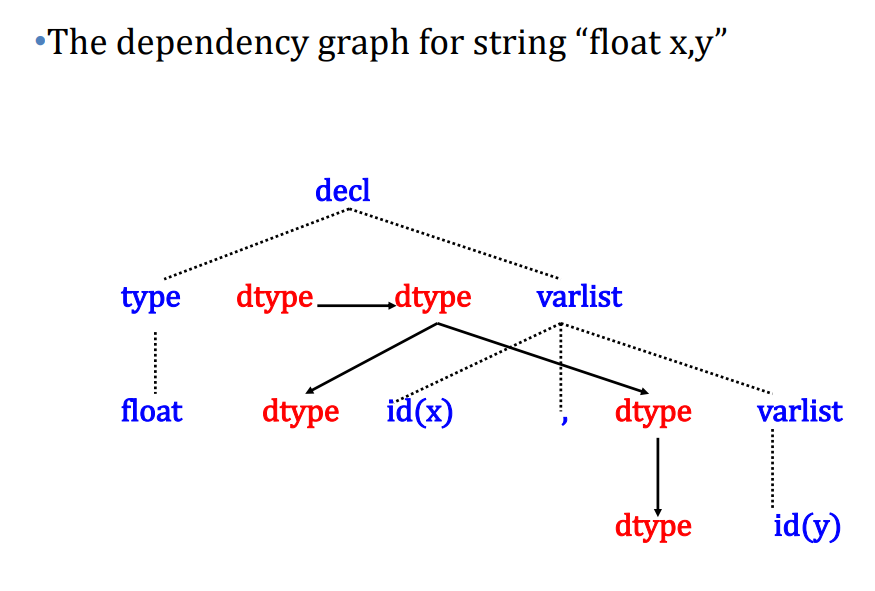 •The dependency graph for string “float x,y”
decl
type dtype dtype varlist
float dtype id(x) , dtype varlist
dtype id(y)